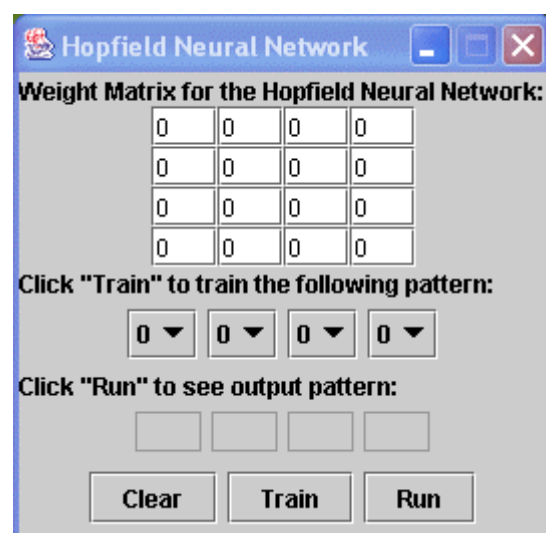 Hopfield Neural Network
Weight Matrix for the Hopfield Neural Network:
0 0 0 0
0 0 0 0
0 0 0 0
0 0 0 0
Click "Train" to train the following pattern:
0 0 0 0
Click "Run" to see output pattern:
Clear Train Run